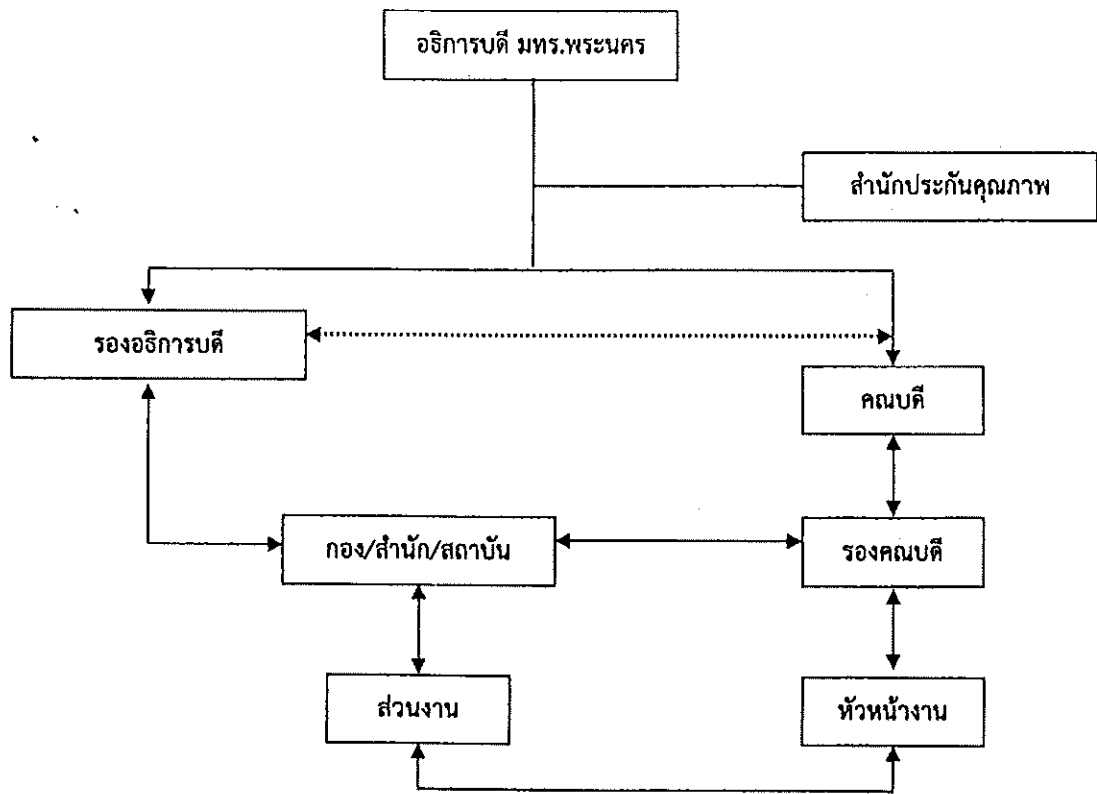 อธิการบดี มทร.พระนคร
สำนักประกันคุณภาพ
รองอธิการบดี
คณบดี
กอง/สำนัก/สถาบัน
รองคณบดี
ส่วนงาน
หัวหน้างาน